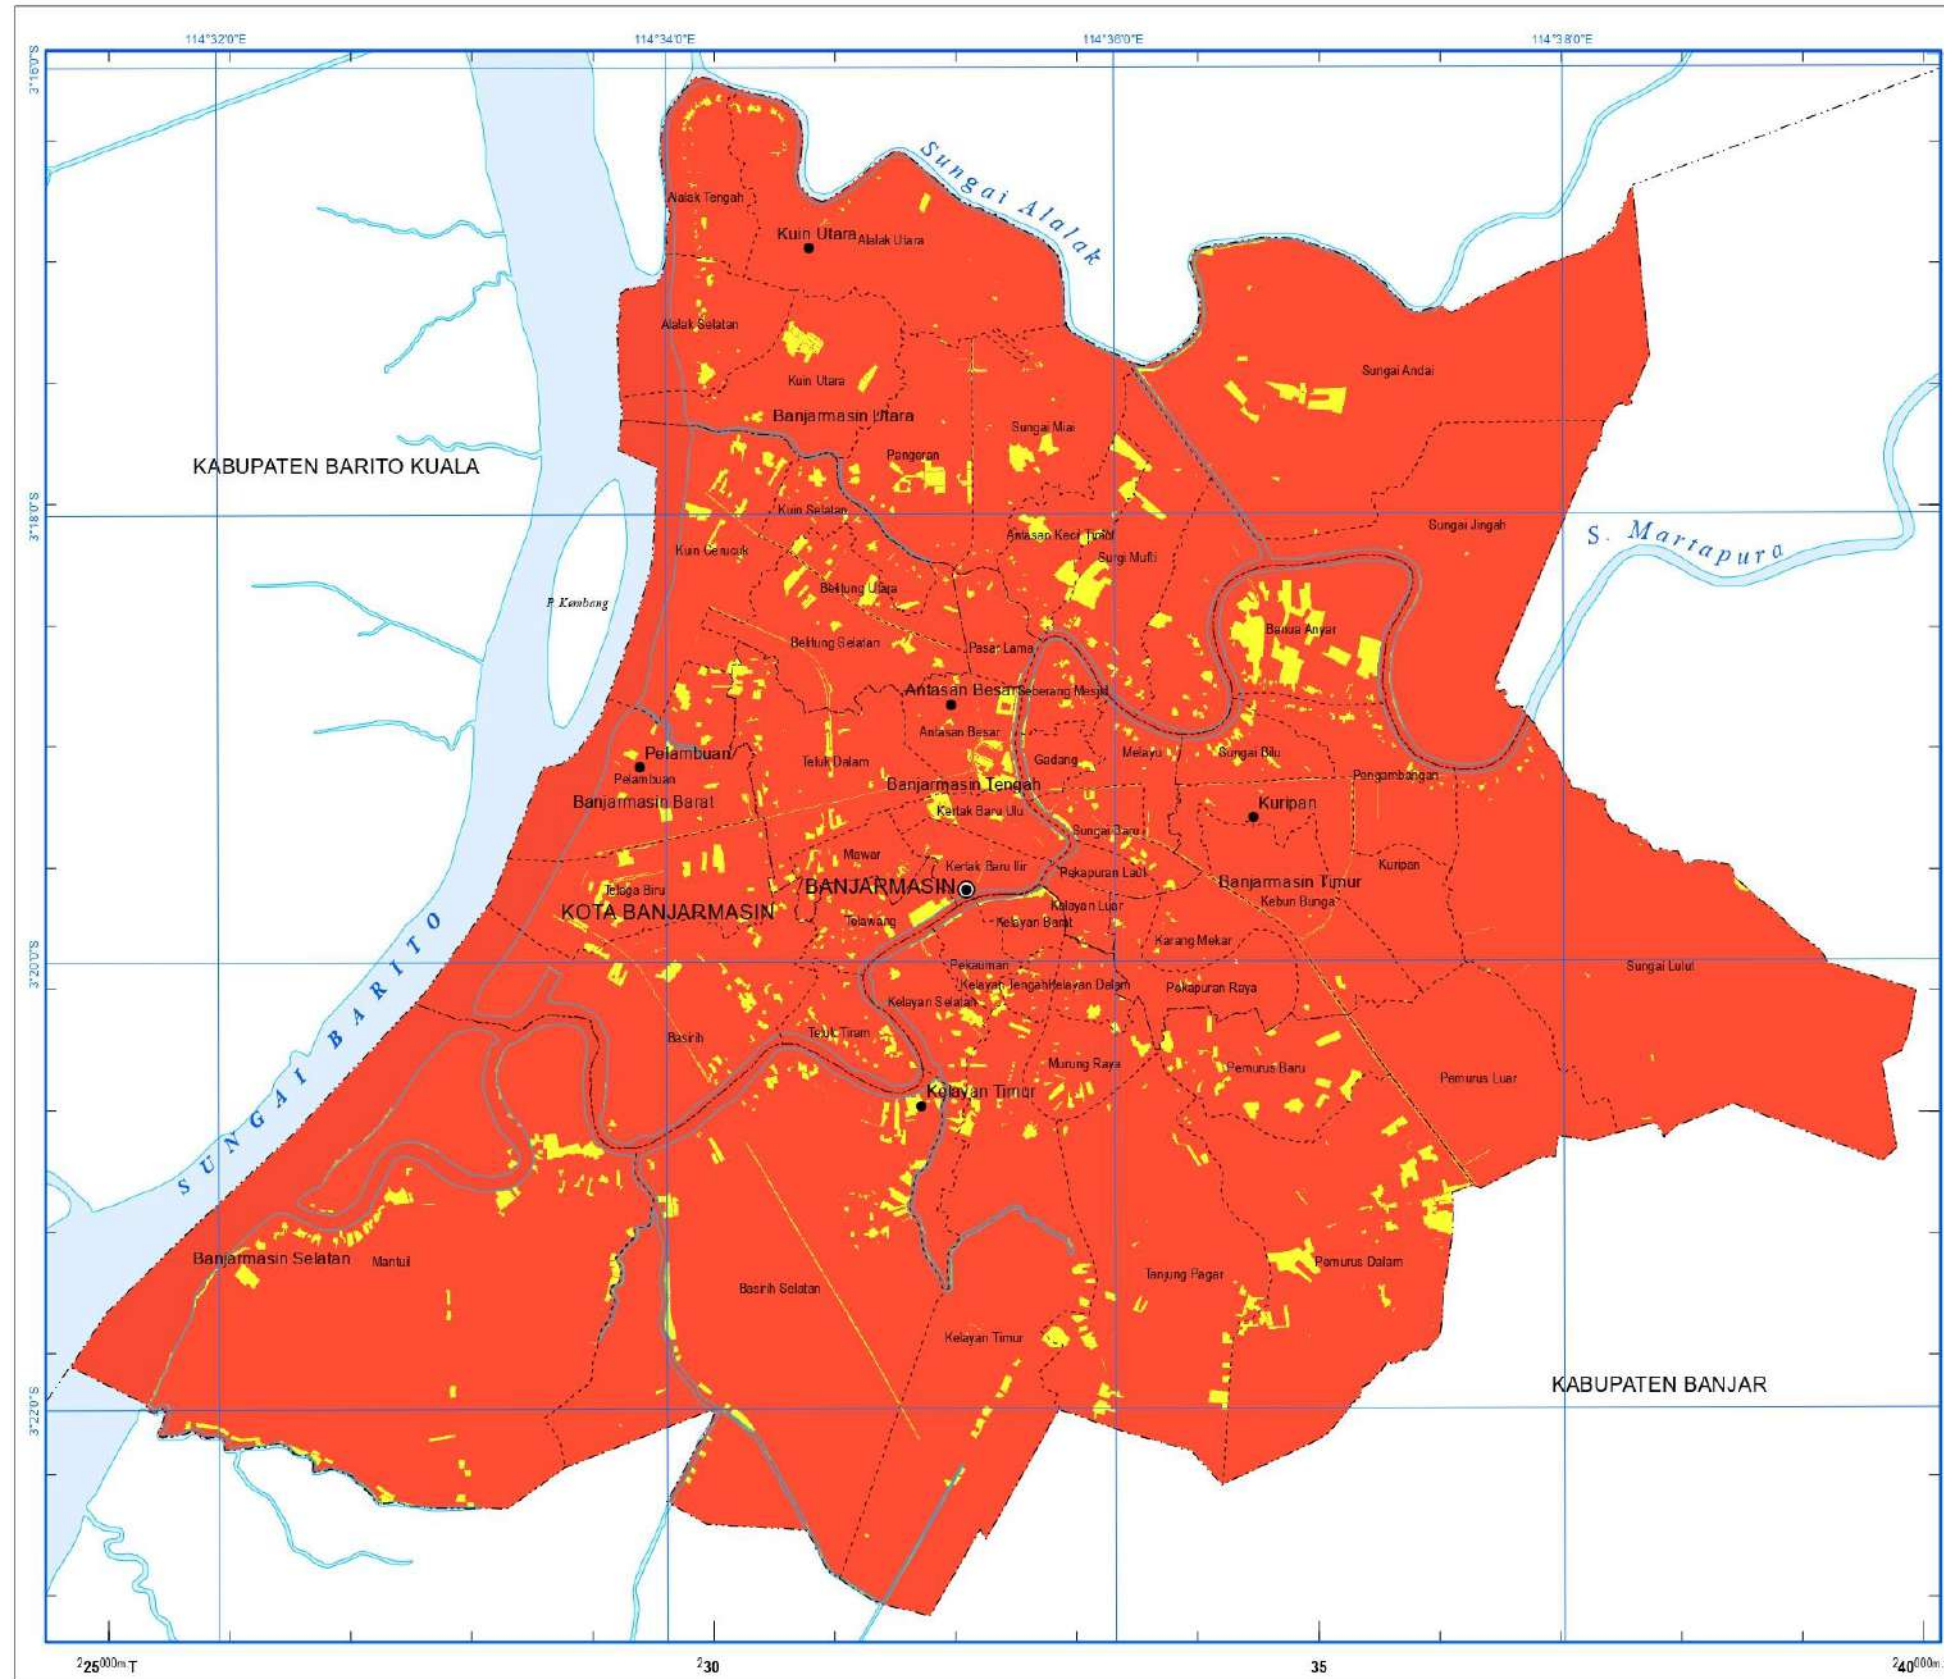 114°32'0"E
114°34'0"E
114°36'0"E
114°38'0"E
3°16'0"S
Sungai Alalak
Alalak Tengah
Kuin Utara
Alalak Utara
Alalak Selatan
Sungai Andai
Kuin Utara
Banjarmasin Utara
Sungai Miai
KABUPATEN BARITO KUALA
Pangeran
3°18'0"S
Kuin Selatan
Sungai Jingah
S. Martapura
Antasan Kecil Timur
Kuin Cerucuk
Surgi Mufti
Belitung Utara
P. Kembang
Banua Anyar
Belitung Selatan
Pasar Lama
Antasan Besar
Seberang Mesjid
Antasan Besar
Pelambuan
Teluk Dalam
Gadang
Melayu
Sungai Bilu
Pelambuan
Pengambangan
Banjarmasin Tengah
Banjarmasin Barat
Kertak Baru Ulu
Kuripan
Sungai Baru
Mawar
Kertak Baru Ilir
Pekapuran Laut
Kuripan
BANJARMASIN
Telaga Biru
Banjarmasin Timur
KOTA BANJARMASIN
Kelayan Luar
Kebun Bunga
Telawang
Kelayan Barat
Karang Mekar
3°20'0"S
Pekauman
Sungai Lulut
Kelayan Tengah
Kelayan Dalam
Pekapuran Raya
Kelayan Selatan
SUNGAI BARITO
Basirih
Teluk Tiram
Murung Raya
Pemurus Baru
Pemurus Luar
Kelayan Timur
Banjarmasin Selatan
Mantuil
Basirih Selatan
Tanjung Pagar
Pemurus Dalam
Kelayan Timur
KABUPATEN BANJAR
3°22'0"S
225000m T
230
35
240000m